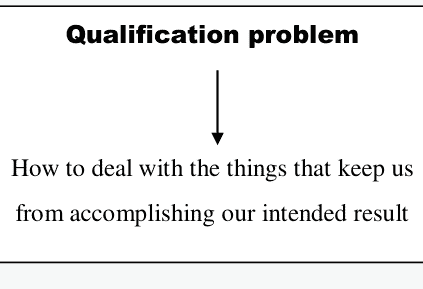 Qualification problem
How to deal with the things that keep us
from accomplishing our intended result